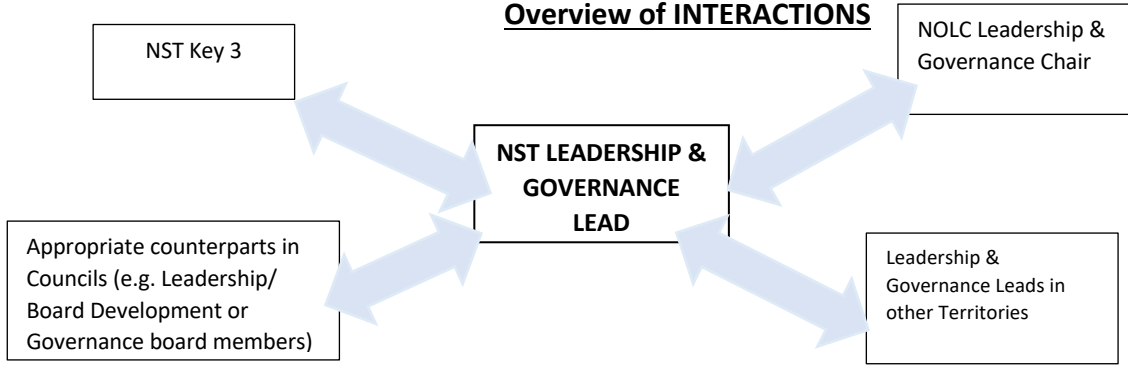 Overview of INTERACTIONS
NST Key 3
NOLC Leadership &
Governance Chair
NST LEADERSHIP &
GOVERNANCE
LEAD
Appropriate counterparts in
Councils (e.g. Leadership/
Board Development or
Governance board members)
Leadership &
Governance Leads in
other Territories